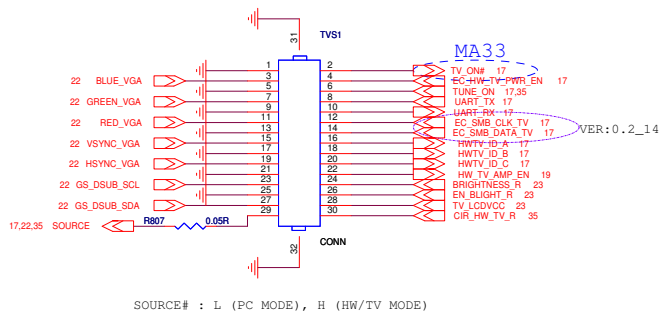 31
TVS1
MA33
1
2
TV_ON# 17
22 BLUE_VGA
3
4
EC_HW_TV_PWR_EN 17
5
6
TUNE_ON 17,35
22 GREEN_VGA
7
8
UART_TX 17
9
10
UART_RX 17
22 RED_VGA
11
12
EC_SMB_CLK_TV 17
13
14
EC_SMB_DATA_TV 17
VER:0.2_14
22 VSYNC_VGA
15
16
HWTV_ID_A 17
17
18
HWTV_ID_B 17
22 HSYNC_VGA
19
20
HWTV_ID_C 17
21
22
HW_TV_AMP_EN 19
22 GS_DSUB_SCL
23
24
BRIGHTNESS_R 23
25
26
EN_BLIGHT_R 23
22 GS_DSUB_SDA
27
28
TV_LCDVCC 23
29
30
CIR_HW_TV_R 35
17,22,35 SOURCE
R807
0.05R
32
CONN
SOURCE# : L (PC MODE), H (HW/TV MODE)